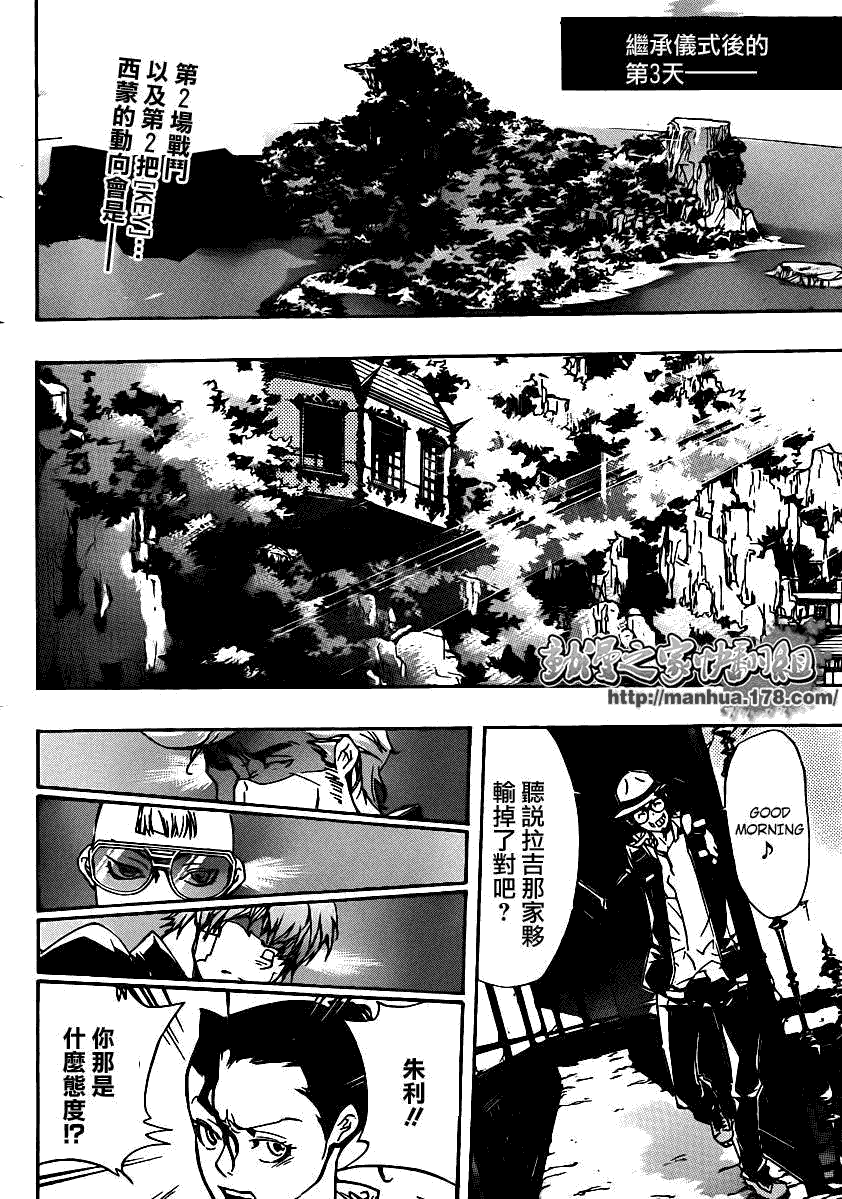 繼承儀式後的
第3天——
第2場戰鬥
以及第2把[KEY]…
西蒙的動向會是——
動漫之家汉化组
http://manhua.178.com/
GOOD
MORNING
♪
聽說拉吉那家夥
輸掉了對吧?
朱利!!
你那是
什麼態度!?